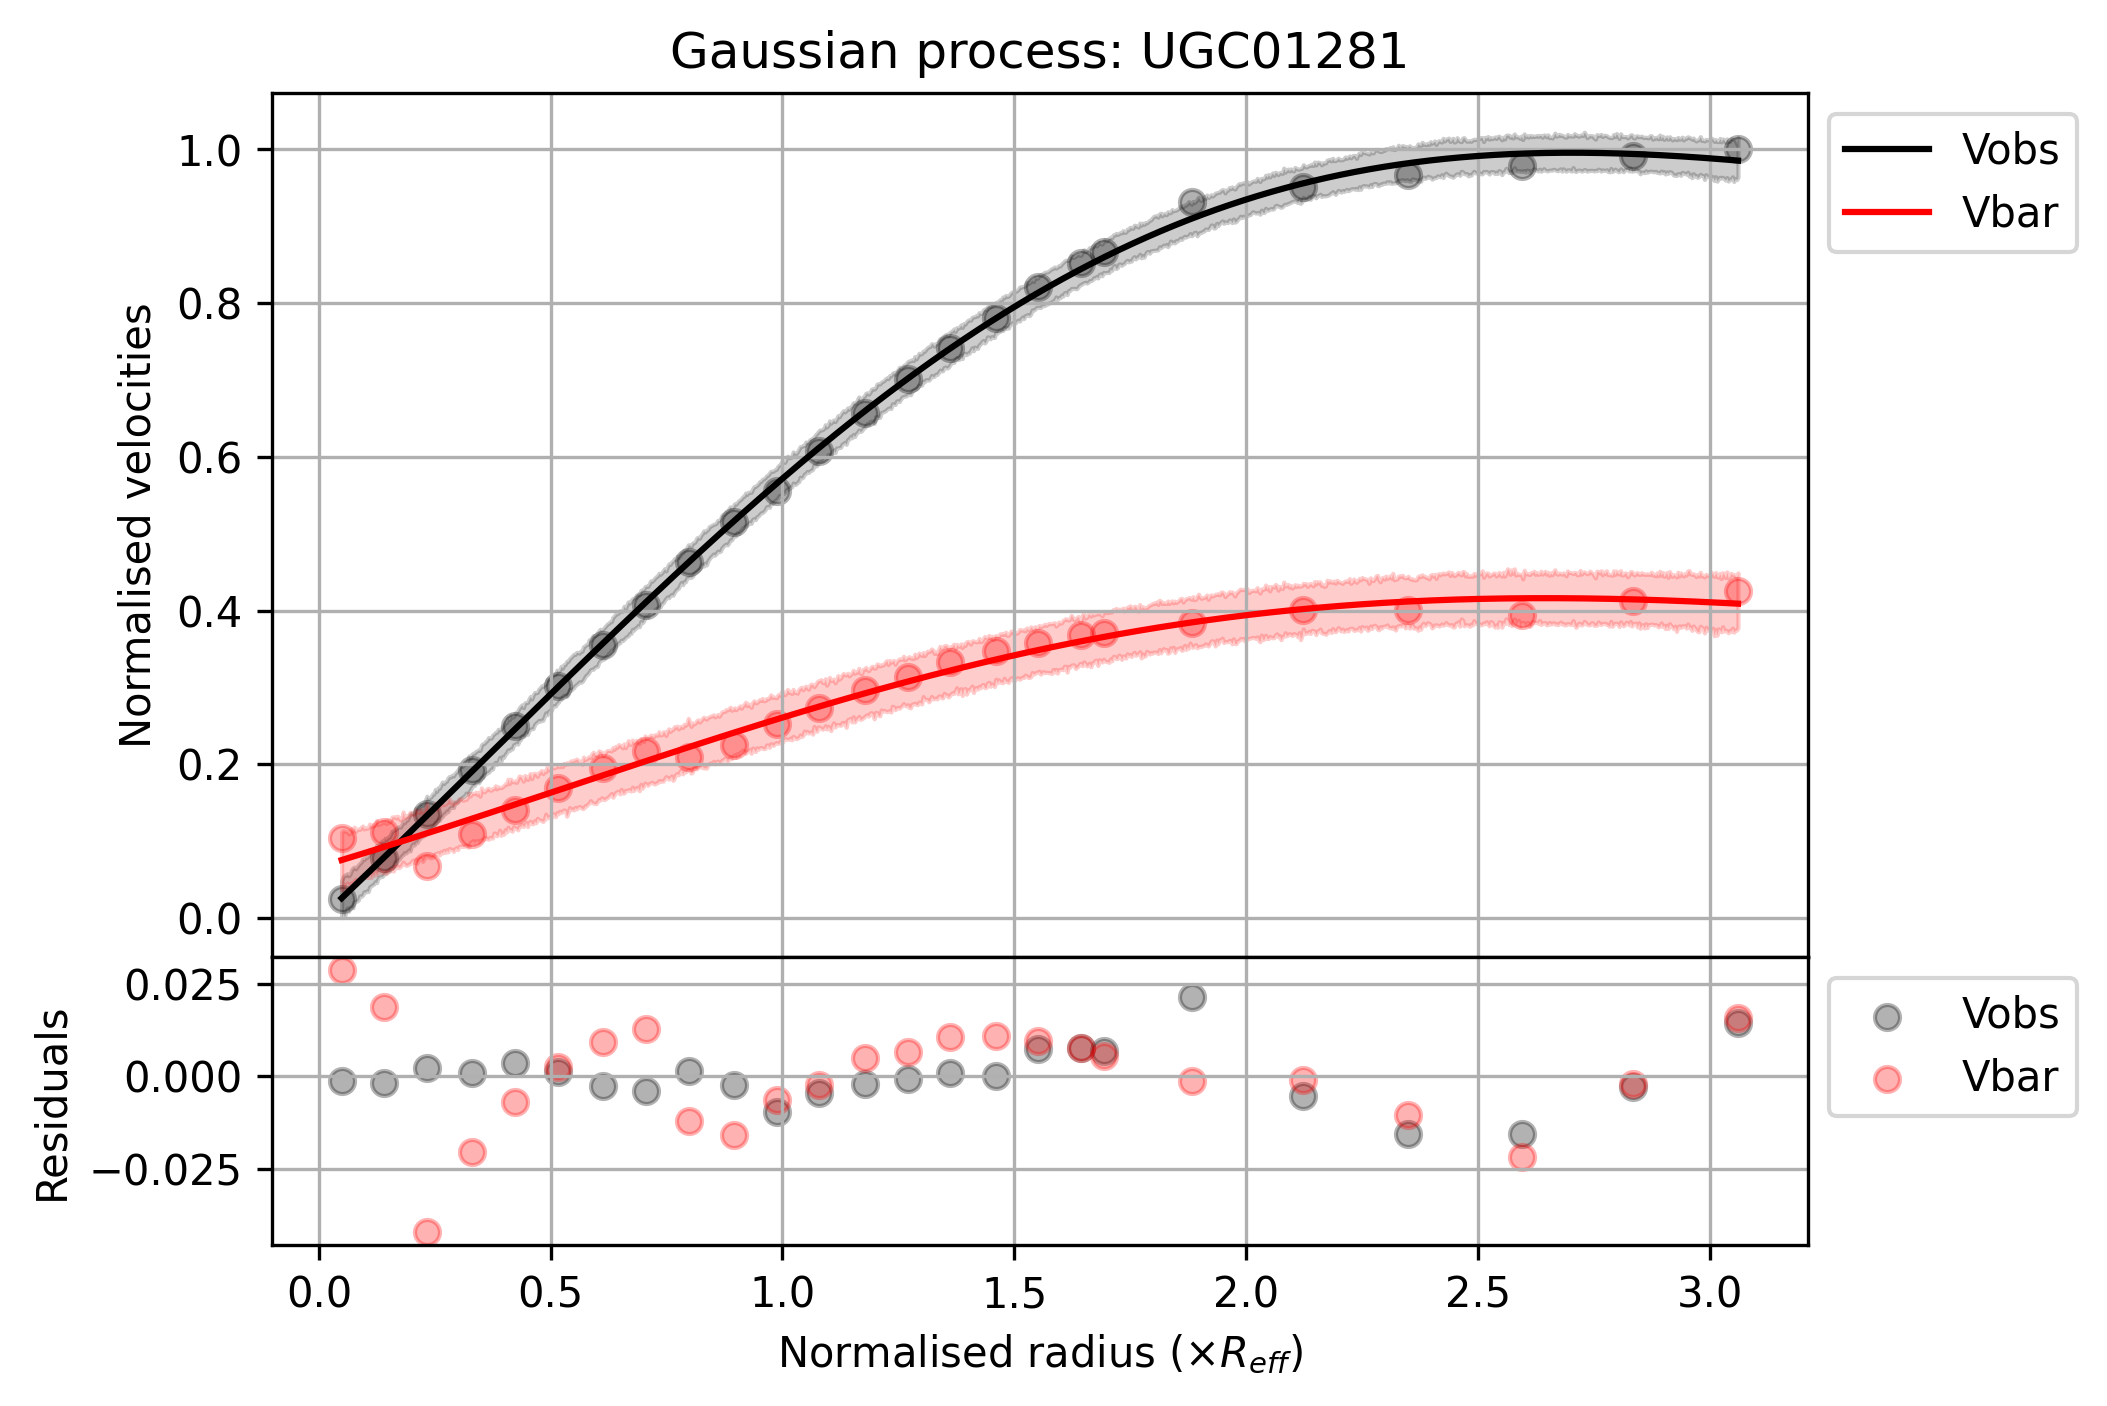 Gaussian process: UGC01281
1.0
0.8
0.6
0.4
0.2
0.0
Normalised velocities
Vobs
Vbar
0.025
0.000
−0.025
Residuals
Vobs
Vbar
0.0 0.5 1.0 1.5 2.0 2.5 3.0
Normalised radius (×R_eff)